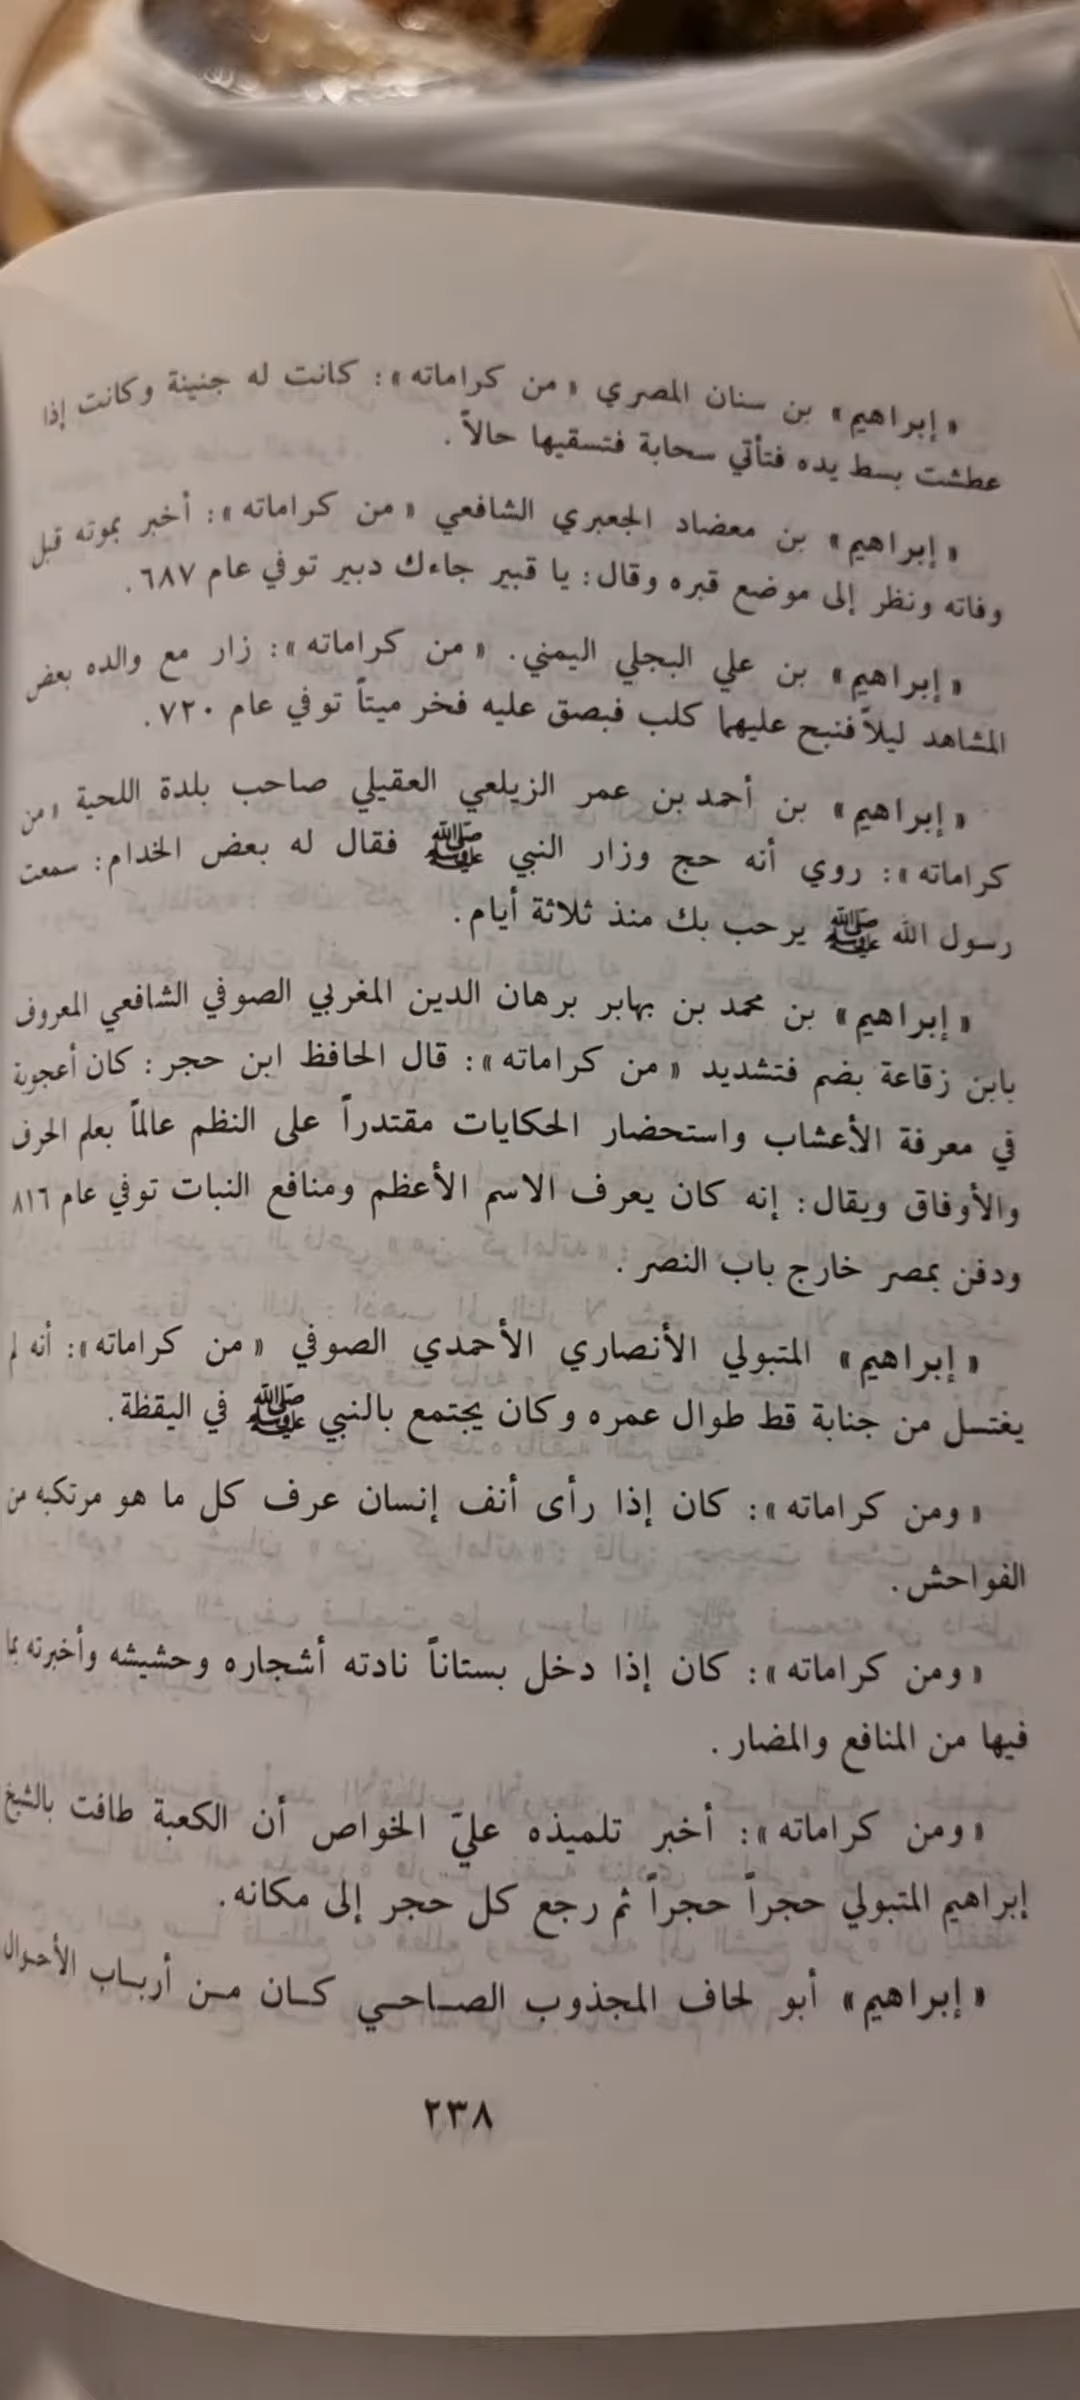 « إبراهيم » بن سنان المصري « من كراماته » : كانت له جنينة وكانت إذا
عطشت بسط يده فتأتي سحابة فتسقيها حالاً .
« إبراهيم » بن معضاد الجعبري الشافعي « من كراماته » : أخبر بموته قبل
وفاته ونظر إلى موضع قبره وقال : يا قبير جاءك دبير توفي عام ٦٨٧ .
« إبراهيم » بن علي البجلي اليمني . « من كراماته » : زار مع والده بعض
المشاهد ليلاً فنبح عليهما كلب فبصق عليه فخر ميتاً توفي عام ٧٢٠ .
« إبراهيم » بن أحمد بن عمر الزيلعي العقيلي صاحب بلدة اللحية « من
كراماته » : روي أنه حج وزار النبي ﷺ فقال له بعض الخدام : سمعت
رسول الله ﷺ يرحب بك منذ ثلاثة أيام .
« إبراهيم » بن محمد بن بهابر برهان الدين المغربي الصوفي الشافعي المعروف
بابن زقاعة بضم فتشديد « من كراماته » : قال الحافظ ابن حجر : كان أعجوبة
في معرفة الأعشاب واستحضار الحكايات مقتدراً على النظم عالماً بعلم الحرف
والأوفاق ويقال : إنه كان يعرف الاسم الأعظم ومنافع النبات توفي عام ٨١٦
ودفن بمصر خارج باب النصر .
« إبراهيم » المتبولي الأنصاري الأحمدي الصوفي « من كراماته » : أنه لم
يغتسل من جنابة قط طوال عمره وكان يجتمع بالنبي ﷺ في اليقظة .
« ومن كراماته » : كان إذا رأى أنف إنسان عرف كل ما هو مرتكبه من
الفواحش .
« ومن كراماته » : كان إذا دخل بستاناً نادته أشجاره وحشيشه وأخبرته بما
فيها من المنافع والمضار .
« ومن كراماته » : أخبر تلميذه عليّ الخواص أن الكعبة طافت بالشيخ
إبراهيم المتبولي حجراً حجراً ثم رجع كل حجر إلى مكانه .
« إبراهيم » أبو لحاف المجذوب الصـاحـي كـان مـن أربـاب الأحوال
٢٣٨